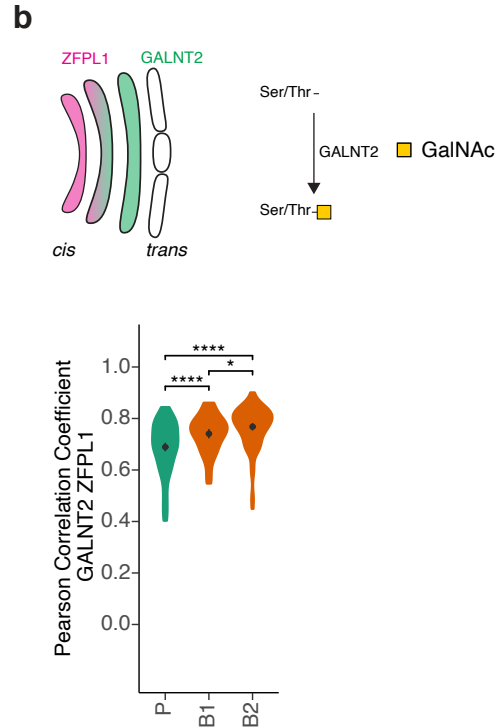 b
ZFPL1 GALNT2
Ser/Thr
GALNT2 GalNAc
Ser/Thr
cis trans
Pearson Correlation Coefficient
GALNT2 ZFPL1
****
*
****
1.0
0.8
0.6
0.4
0.2
0.0
P B1 B2